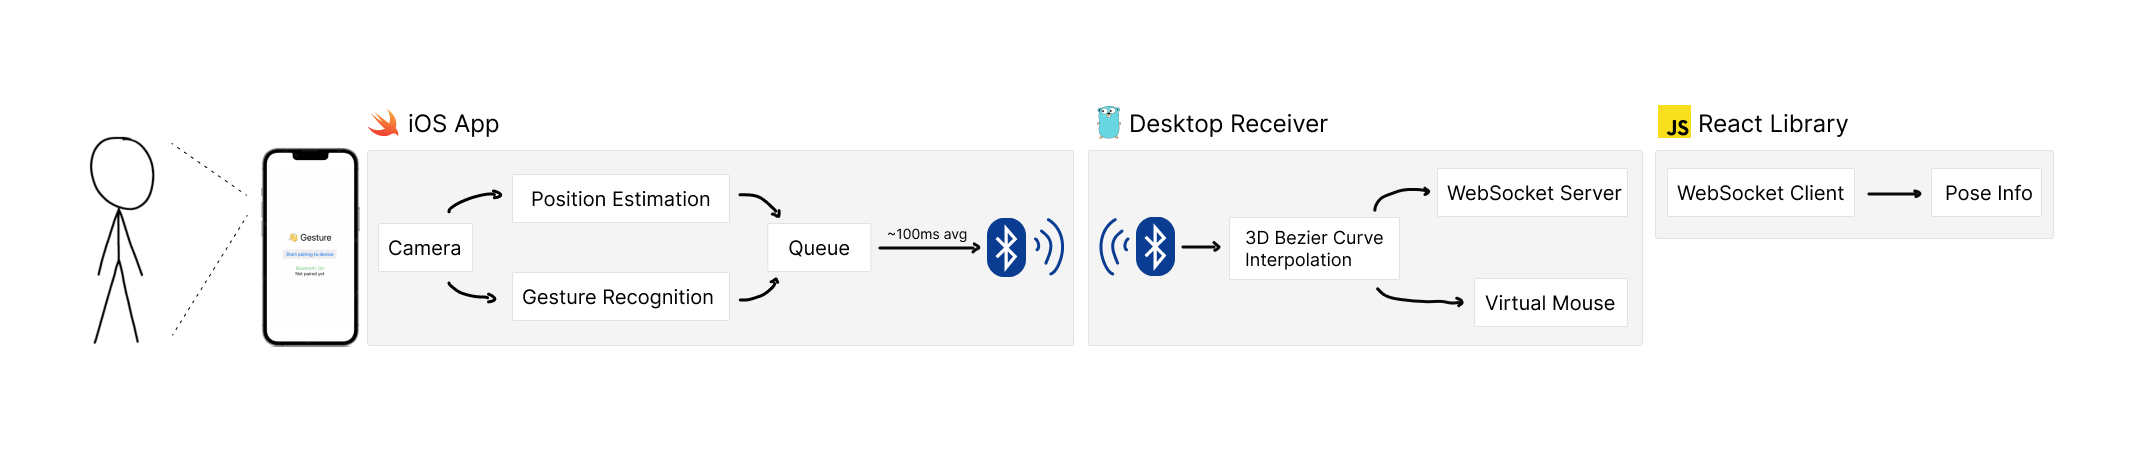 iOS App
Desktop Receiver
JS
React Library
👋 Gesture
Start pairing to device
Bluetooth: On
Not paired yet
Camera
Position Estimation
Gesture Recognition
Queue
~100ms avg
3D Bezier Curve
Interpolation
WebSocket Server
Virtual Mouse
WebSocket Client
Pose Info